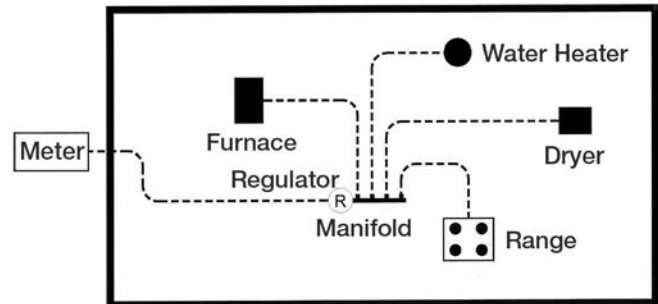 Water Heater
Furnace
Meter
Dryer
Regulator
R
Manifold
Range